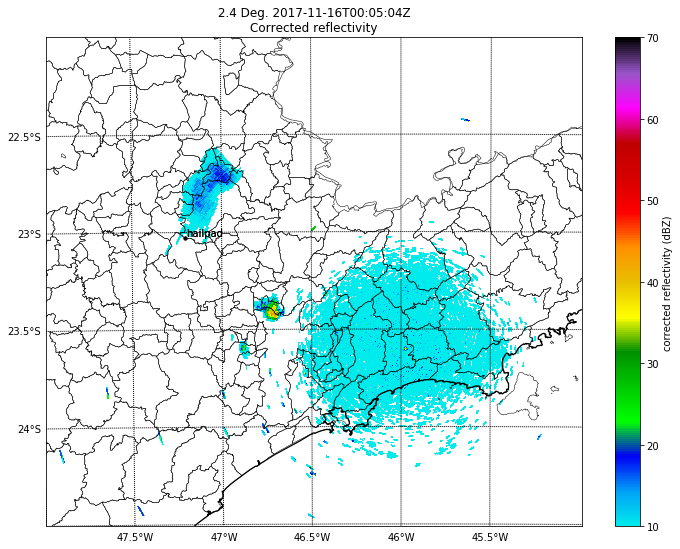 2.4 Deg. 2017-11-16T00:05:04Z
Corrected reflectivity
22.5°S
23°S
23.5°S
24°S
hailpad
47.5°W
47°W
46.5°W
46°W
45.5°W
70
60
50
40
30
20
10
corrected reflectivity (dBZ)